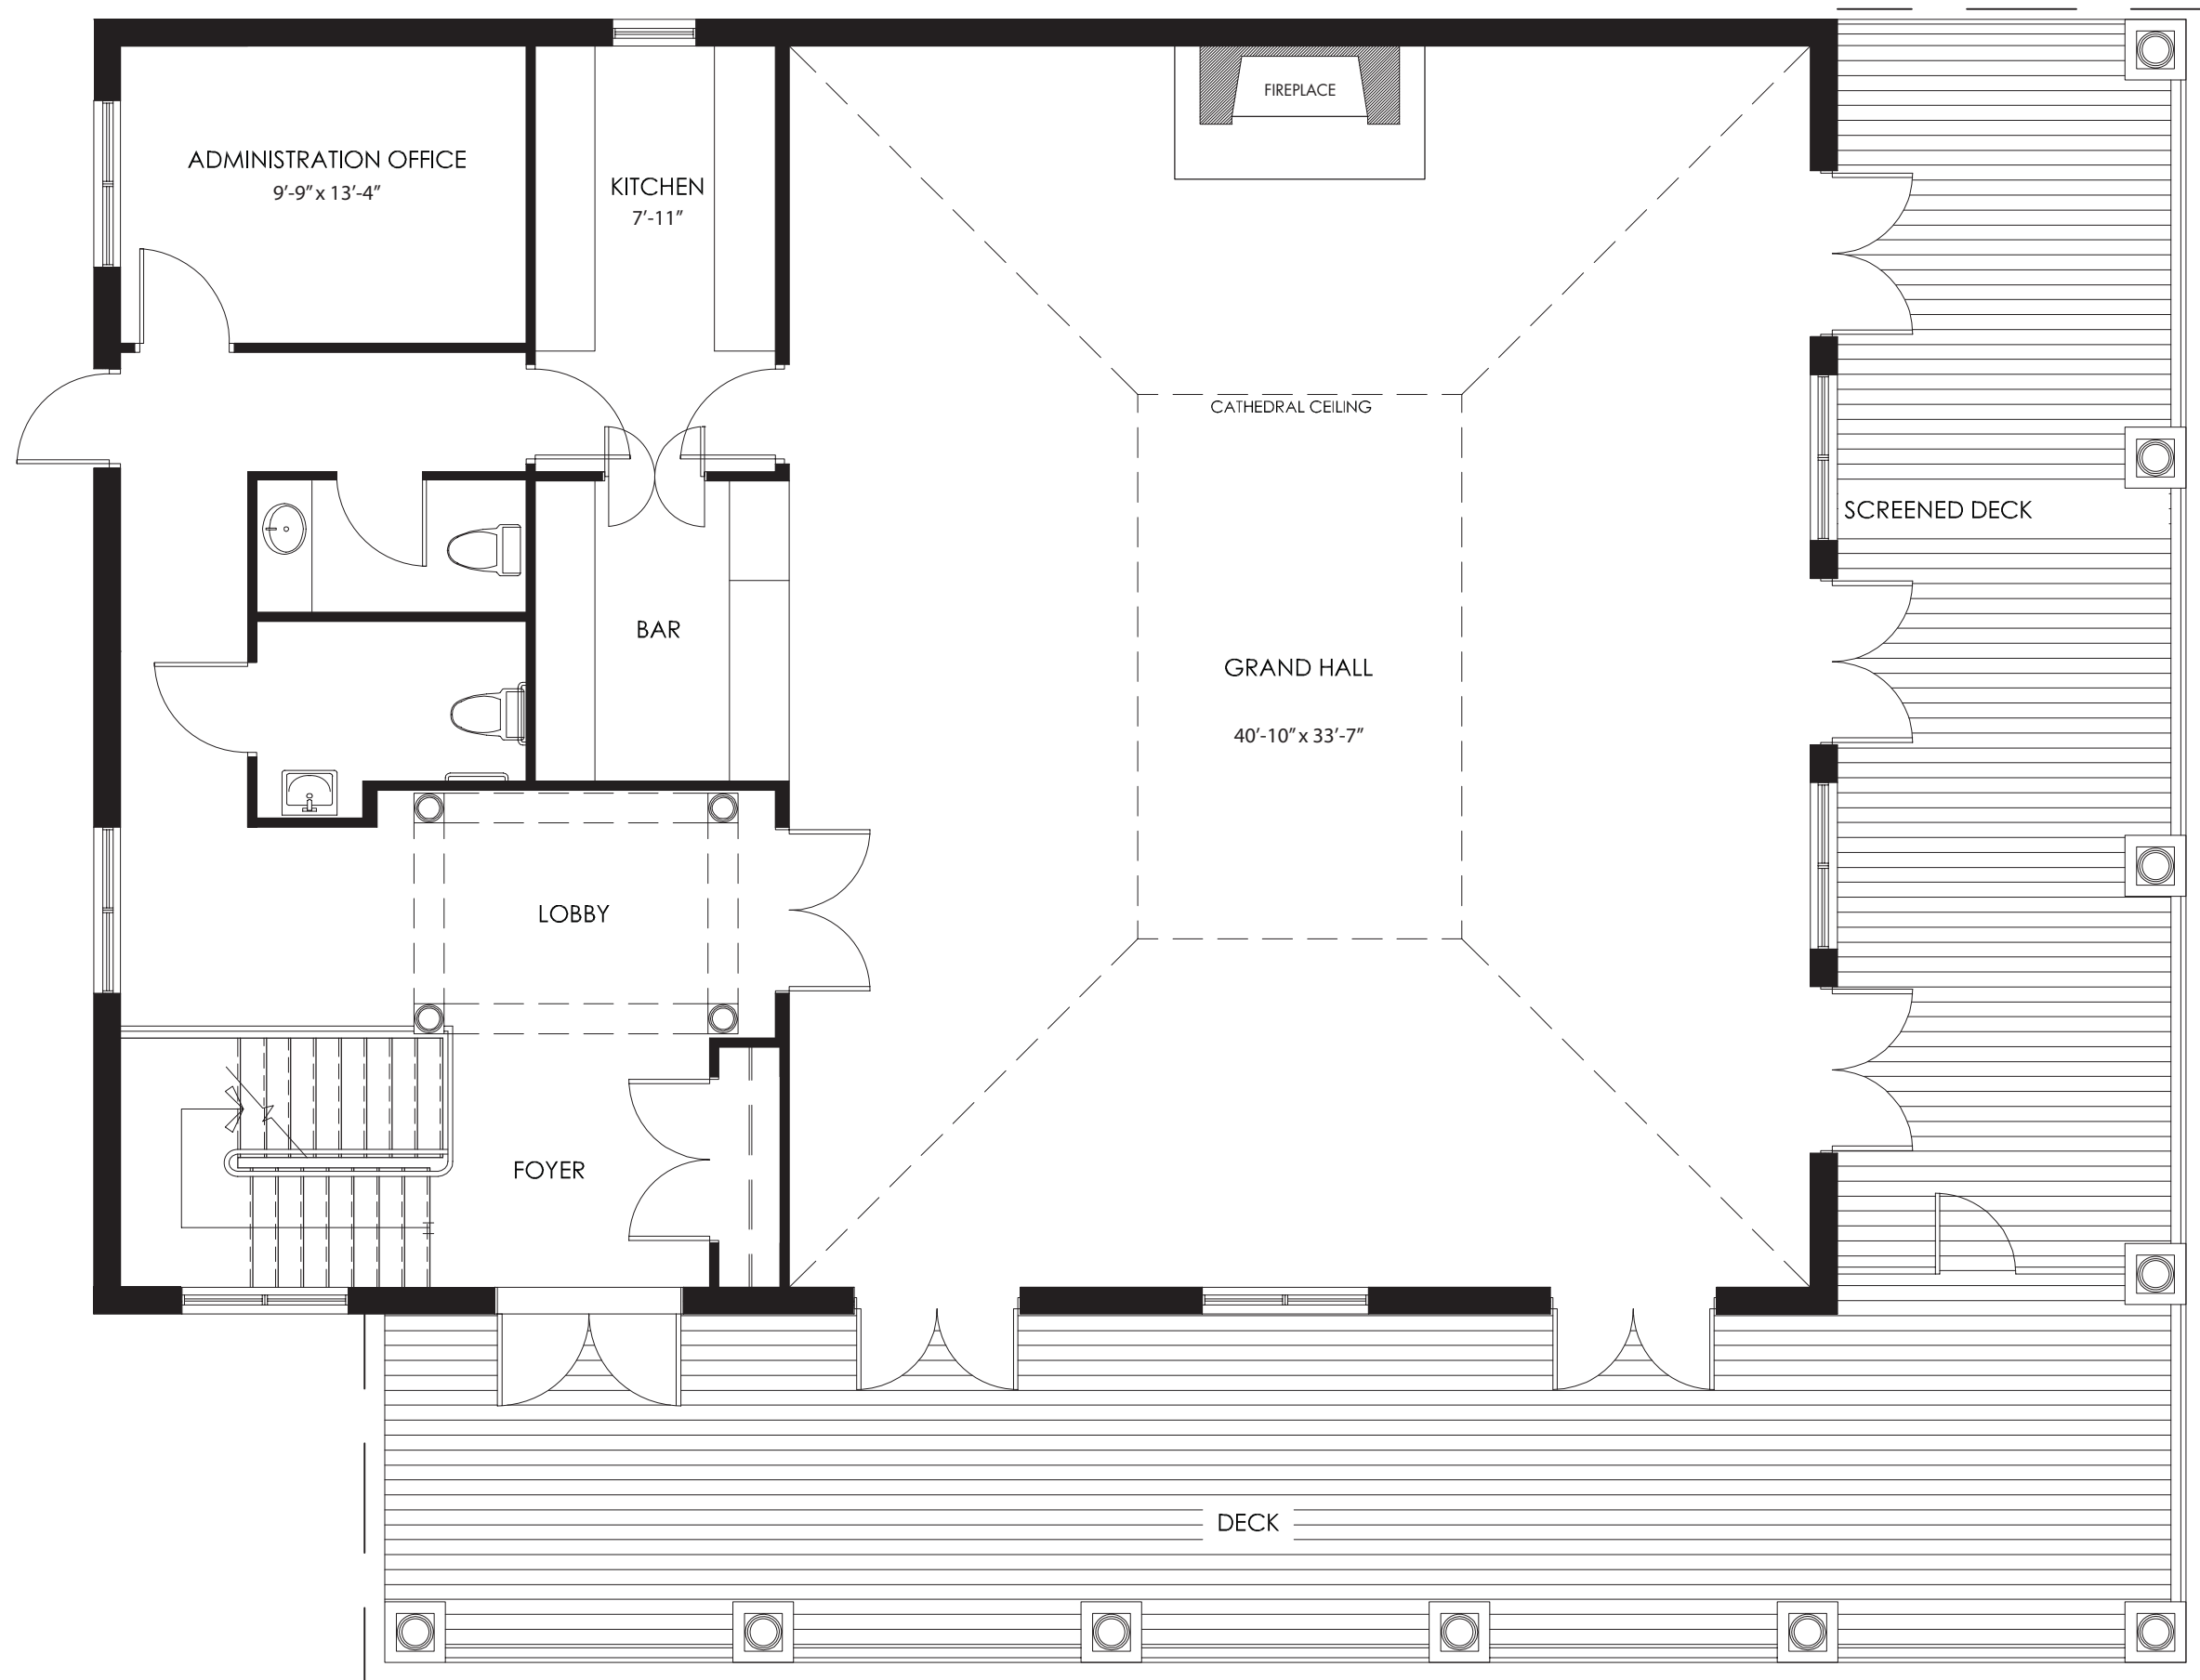 FIREPLACE
ADMINISTRATION OFFICE
9'-9" x 13'-4"
KITCHEN
7'-11"
CATHEDRAL CEILING
SCREENED DECK
BAR
GRAND HALL
40'-10" x 33'-7"
LOBBY
FOYER
DECK